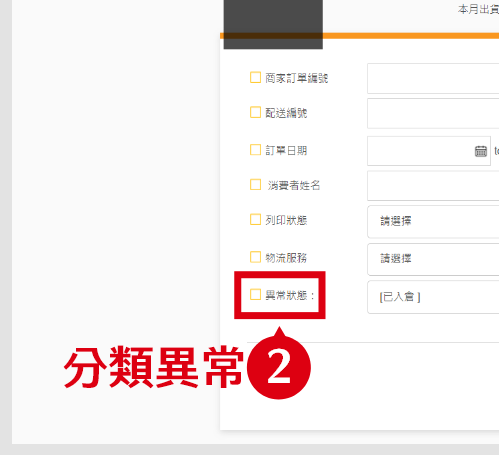 本月出貨
商家訂單編號
配送編號
訂單日期
消費者姓名
列印狀態 請選擇
物流服務 請選擇
異常狀態： [已入倉 ]
分類異常 2